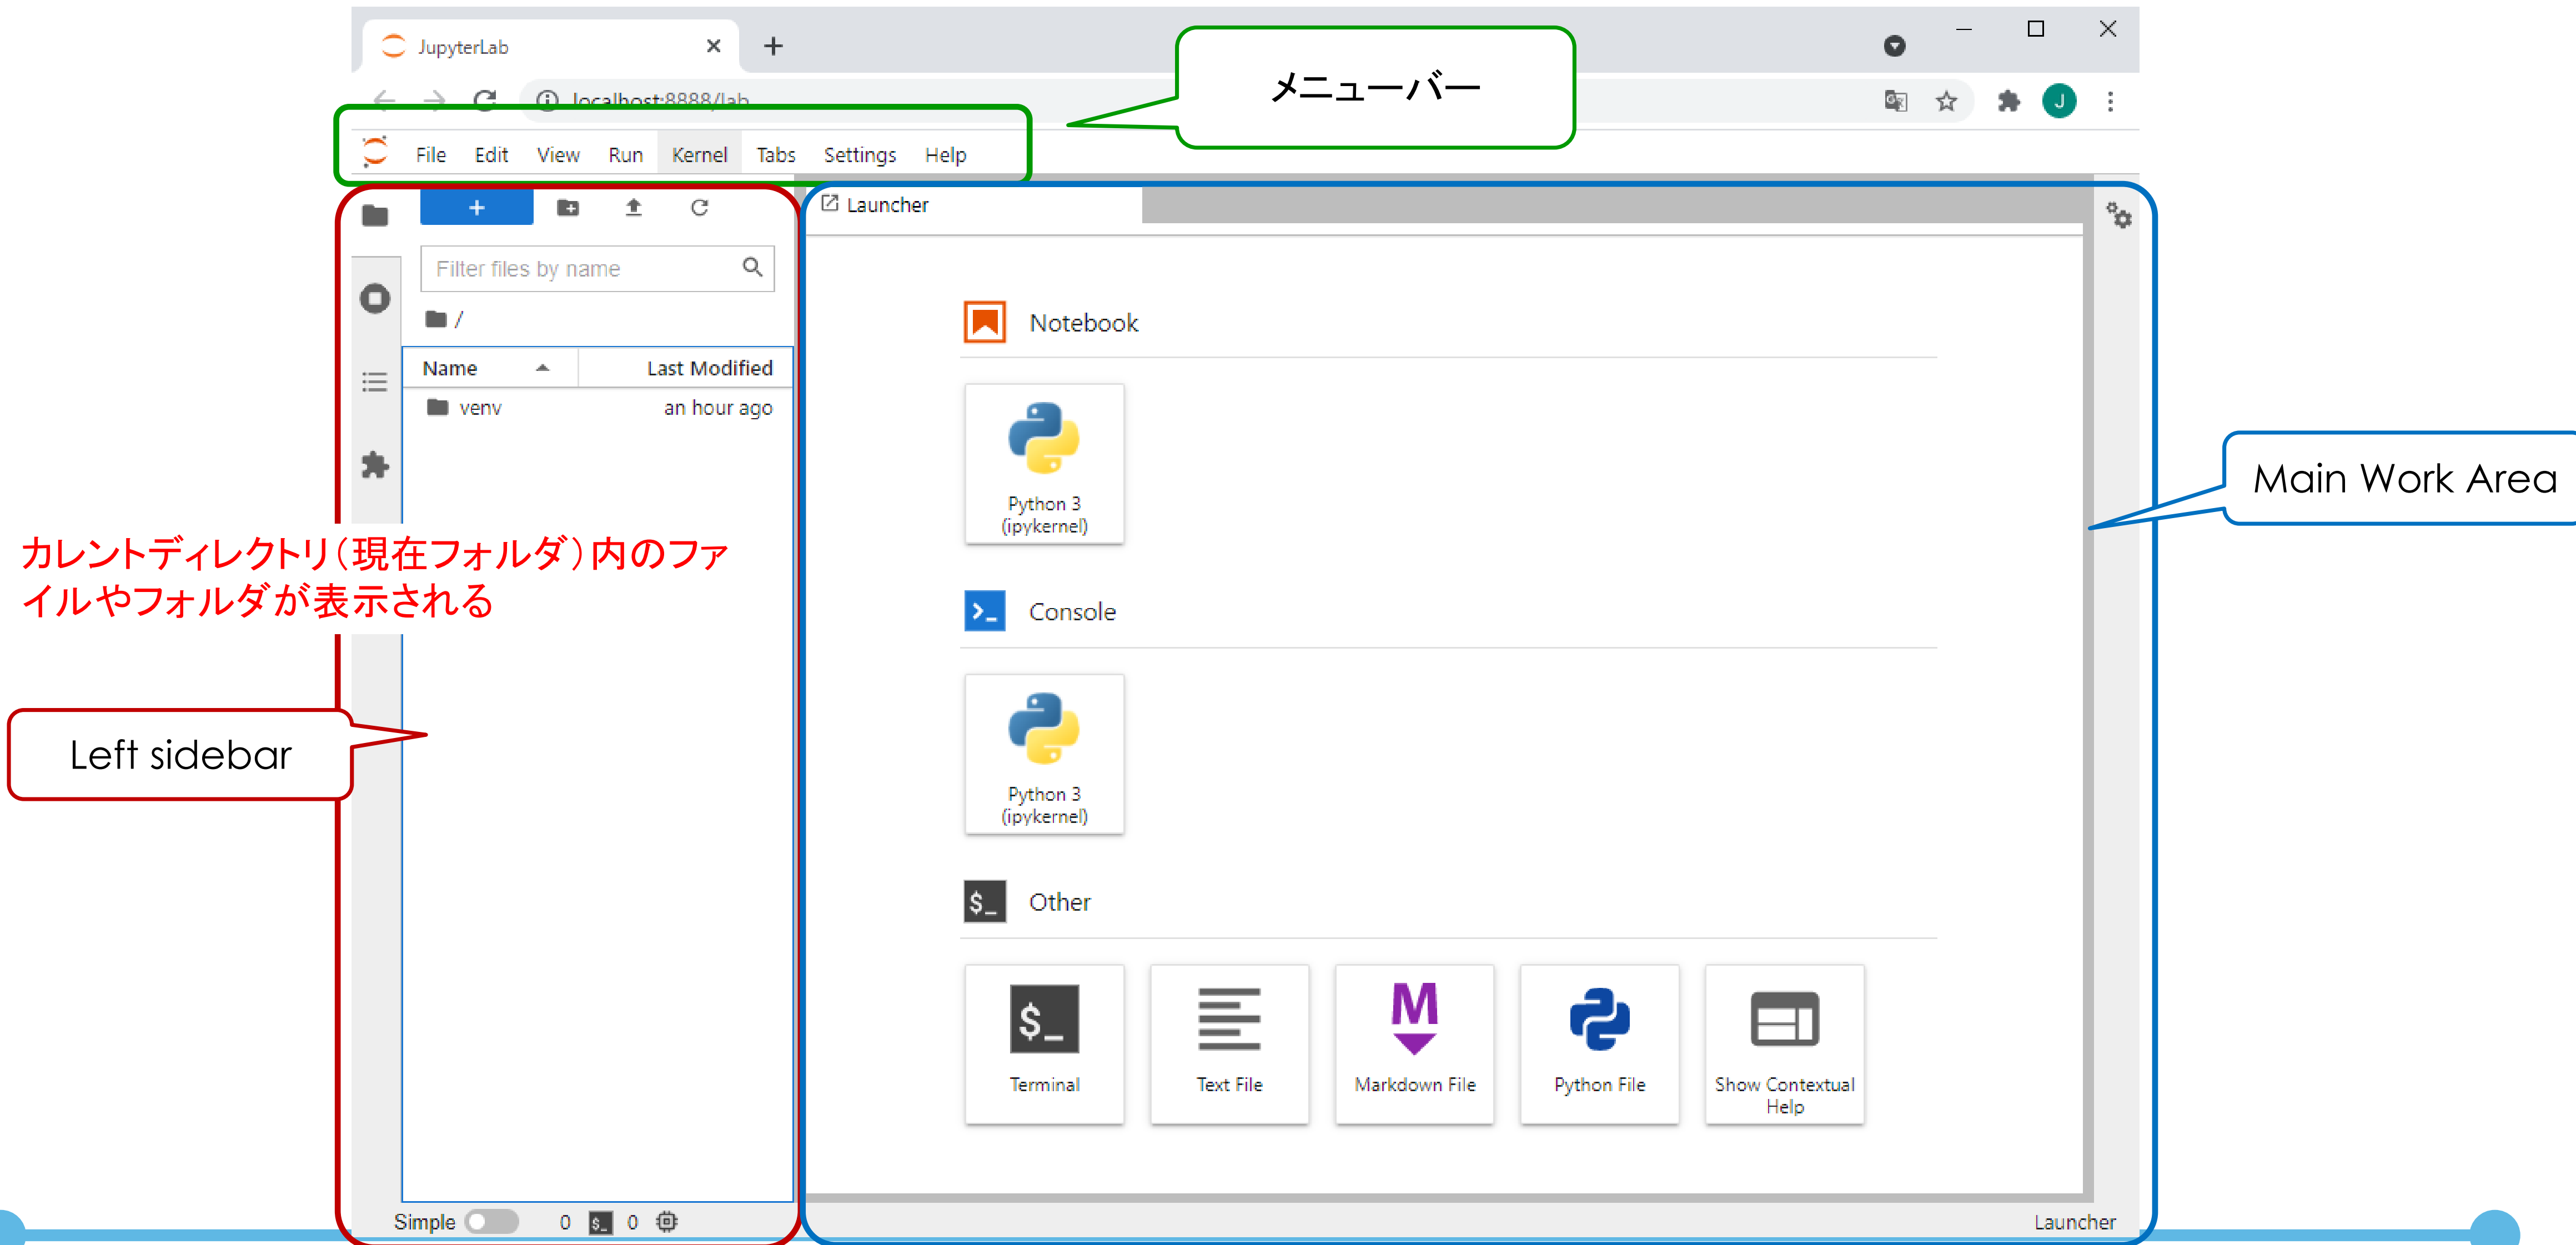 JupyterLab
メニューバー
localhost:8888/lab
J
File Edit View Run Kernel Tabs Settings Help
Launcher
Filter files by name
/
Name Last Modified
venv an hour ago
カレントディレクトリ（現在フォルダ）内のファ
イルやフォルダが表示される
Left sidebar
Notebook
Python 3
(ipykernel)
Console
Python 3
(ipykernel)
$_ Other
$_
Terminal
Text File
M
Markdown File
Python File
Show Contextual
Help
Main Work Area
Simple 0 $_ 0
Launcher